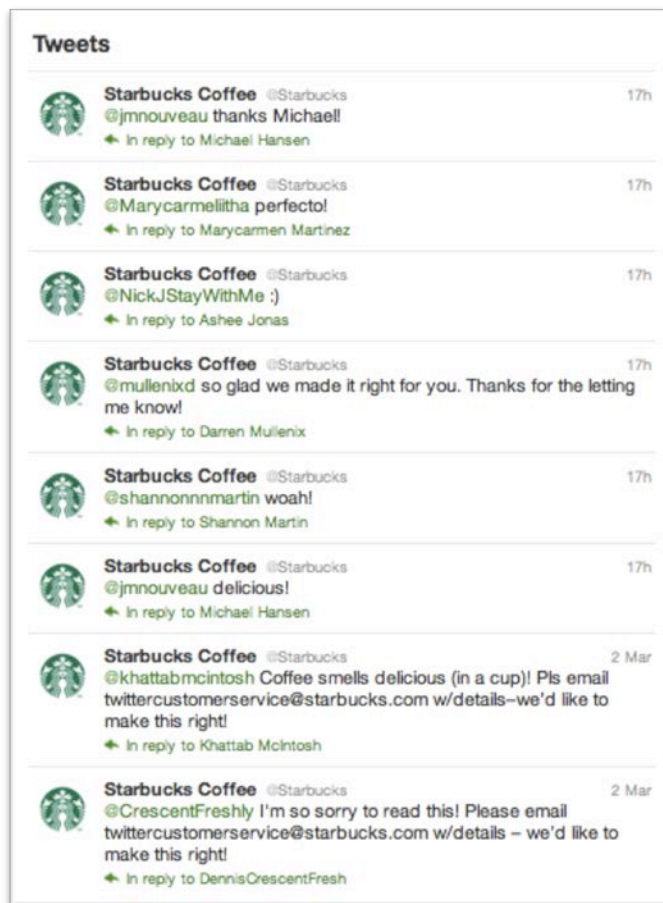 Tweets
Starbucks Coffee @Starbucks 17h
@jmnouveau thanks Michael!
In reply to Michael Hansen
Starbucks Coffee @Starbucks 17h
@Marycarmeliitha perfecto!
In reply to Marycarmen Martinez
Starbucks Coffee @Starbucks 17h
@NickJStayWithMe :)
In reply to Ashee Jonas
Starbucks Coffee @Starbucks 17h
@mullenixd so glad we made it right for you. Thanks for the letting
me know!
In reply to Darren Mullenix
Starbucks Coffee @Starbucks 17h
@shannonnnmartin woah!
In reply to Shannon Martin
Starbucks Coffee @Starbucks 17h
@jmnouveau delicious!
In reply to Michael Hansen
Starbucks Coffee @Starbucks 2 Mar
@khattabmcintosh Coffee smells delicious (in a cup)! Pls email
twittercustomerservice@starbucks.com w/details–we'd like to
make this right!
In reply to Khattab McIntosh
Starbucks Coffee @Starbucks 2 Mar
@CrescentFreshly I'm so sorry to read this! Please email
twittercustomerservice@starbucks.com w/details – we'd like to
make this right!
In reply to DennisCrescentFresh